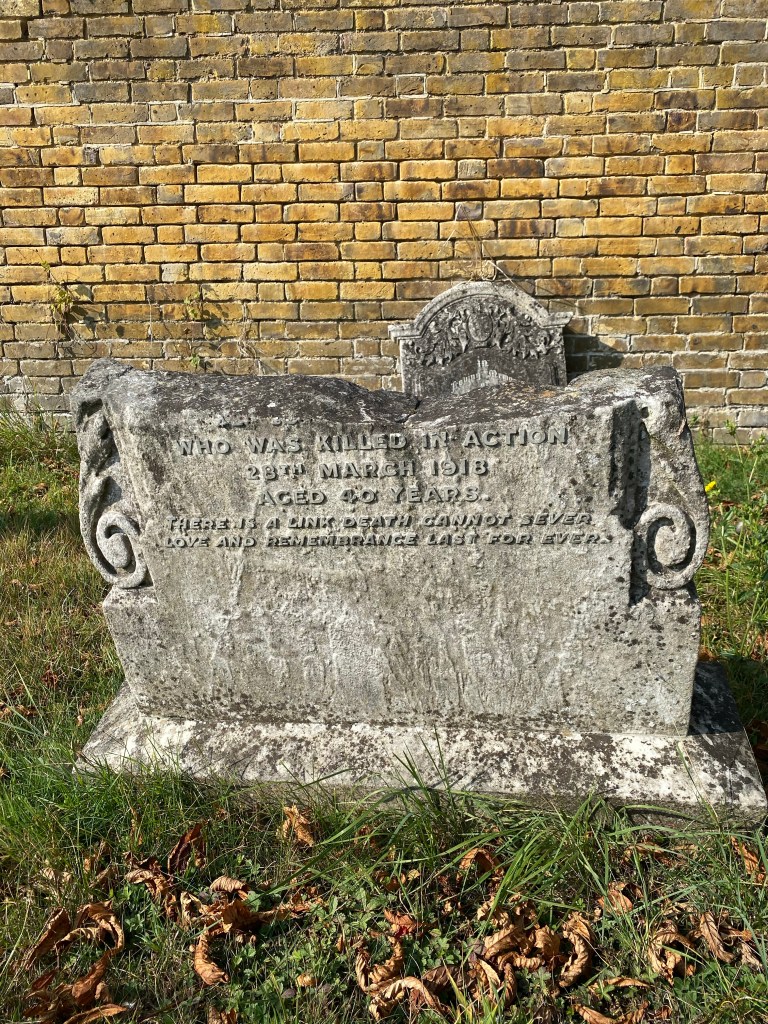 WHO WAS KILLED IN ACTION
28TH MARCH 1918
AGED 40 YEARS.
THERE IS A LINK DEATH CANNOT SEVER
LOVE AND REMEMBRANCE LAST FOR EVER.